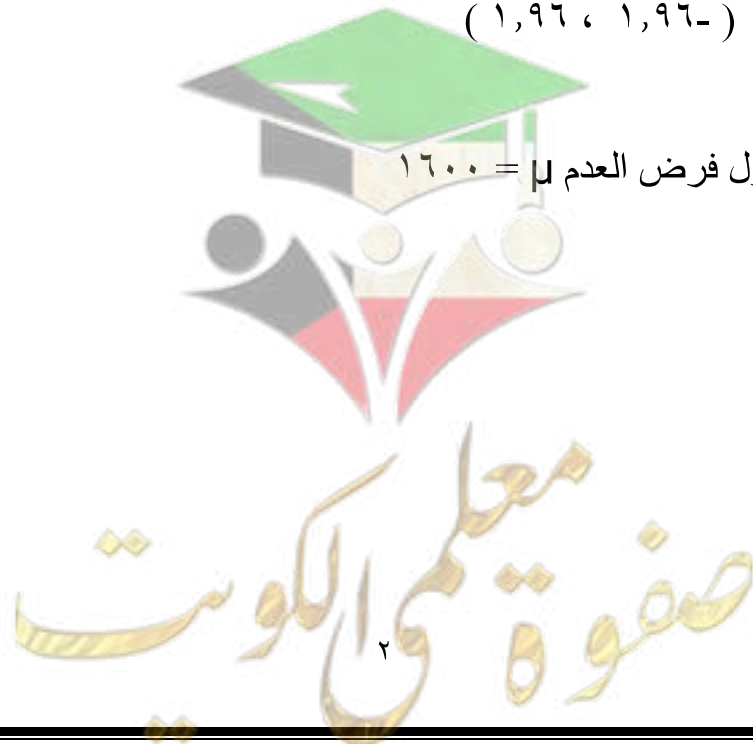 ( -١,٩٦ ، ١,٩٦ )
فرض العدم μ = ١٦٠٠
صفوة معلمي الكويت
٢